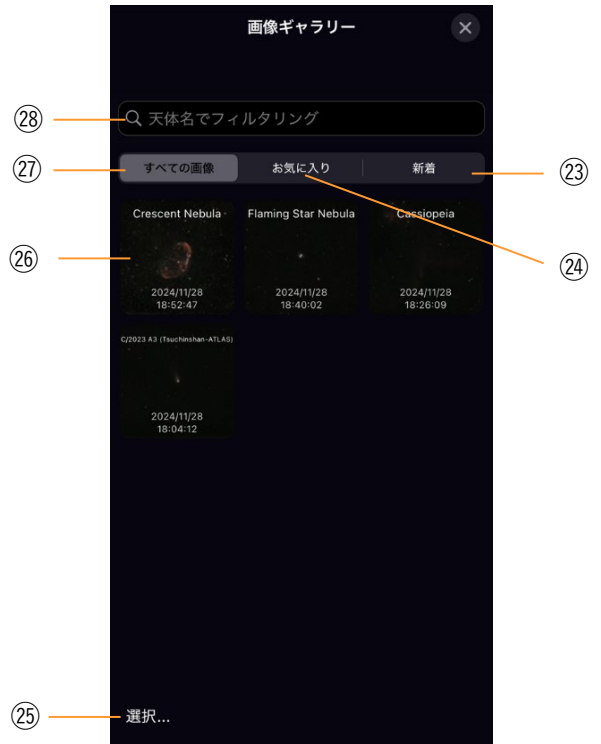 画像ギャラリー
㉘
天体名でフィルタリング
㉗
すべての画像 お気に入り 新着
㉓
Crescent Nebula Flaming Star Nebula Cassiopeia
㉖
㉔
2024/11/28 2024/11/28 2024/11/28
18:52:47 18:40:02 18:26:09
C/2023 A3 (Tsuchinshan-ATLAS)
2024/11/28
18:04:12
㉕
選択...